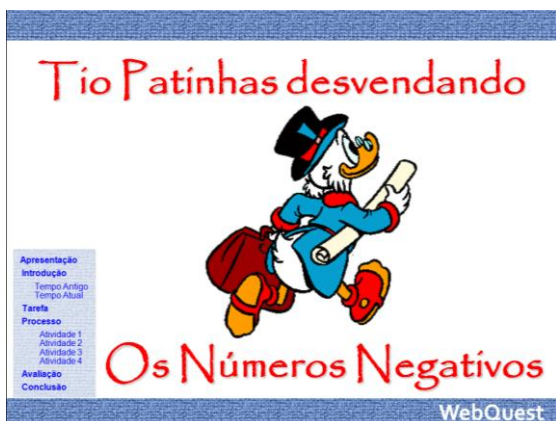 Tio Patinhas desvendando
Apresentação
Introdução
Tempo Antigo
Tempo Atual
Tarefa
Processo
Atividade 1
Atividade 2
Atividade 3
Atividade 4
Avaliação
Conclusão
Os Números Negativos
WebQuest